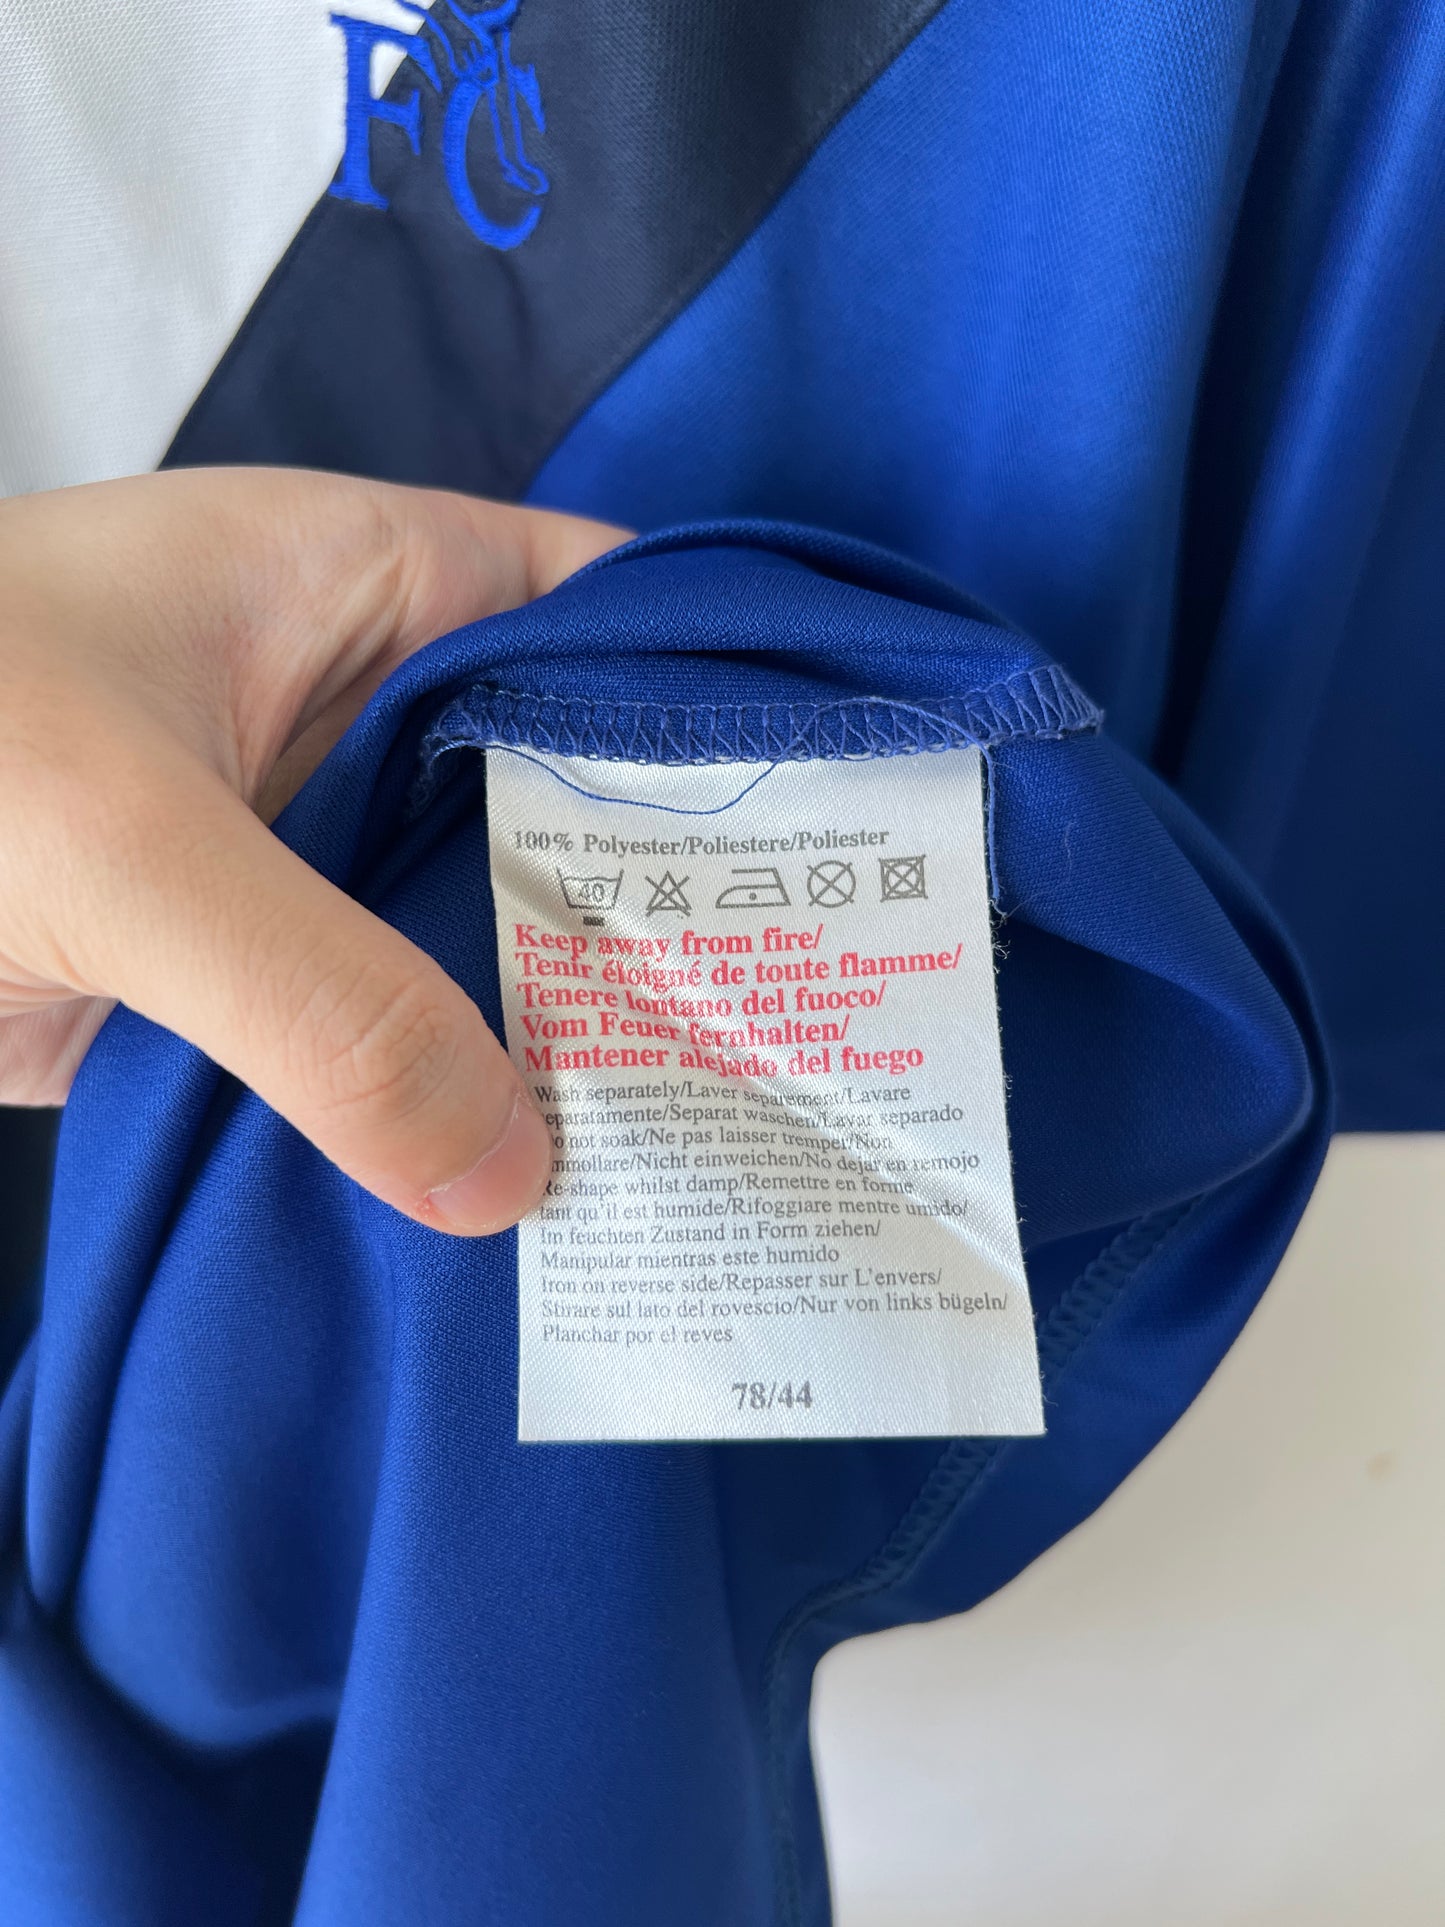 FC
100% Polyester/Poliestere/Poliester
40
Keep away from fire/
Tenir éloigné de toute flamme/
Tenere lontano del fuoco/
Vom Feuer fernhalten/
Mantener alejado del fuego
Wash separately/Laver separement/Lavare
eparatamente/Separat waschen/Lavar separado
o not soak/Ne pas laisser tremper/Non
mmollare/Nicht einweichen/No dejar en remojo
Re-shape whilst damp/Remettre en forme
tant qu'il est humide/Rifoggiare mentre umido/
Im feuchten Zustand in Form ziehen/
Manipular mientras este humido
Iron on reverse side/Repasser sur L'envers/
Stirare sul lato del rovescio/Nur von links bügeln/
Planchar por el reves
78/44